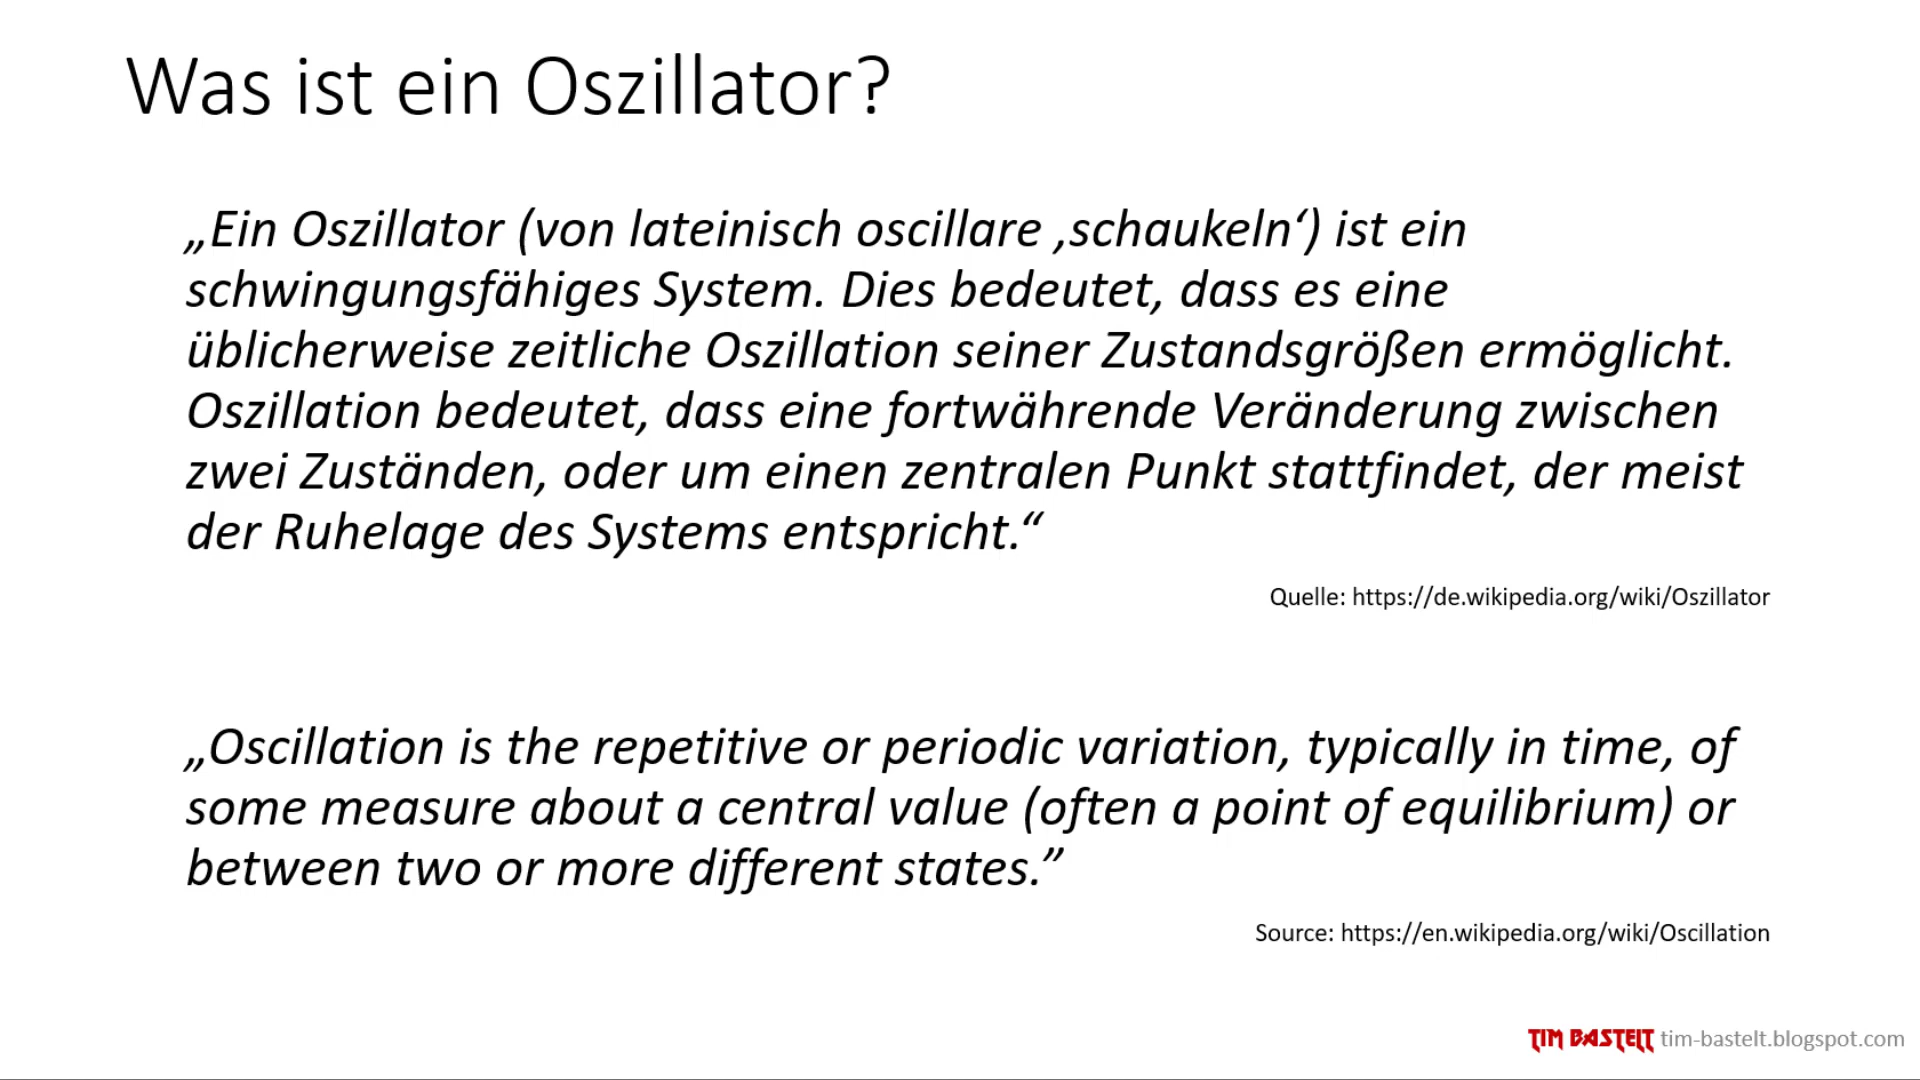 Was ist ein Oszillator?
„Ein Oszillator (von lateinisch oscillare ‚schaukeln‘) ist ein
schwingungsfähiges System. Dies bedeutet, dass es eine
üblicherweise zeitliche Oszillation seiner Zustandsgrößen ermöglicht.
Oszillation bedeutet, dass eine fortwährende Veränderung zwischen
zwei Zuständen, oder um einen zentralen Punkt stattfindet, der meist
der Ruhelage des Systems entspricht.“
Quelle: https://de.wikipedia.org/wiki/Oszillator
„Oscillation is the repetitive or periodic variation, typically in time, of
some measure about a central value (often a point of equilibrium) or
between two or more different states.”
Source: https://en.wikipedia.org/wiki/Oscillation
TIM BASTELT tim-bastelt.blogspot.com